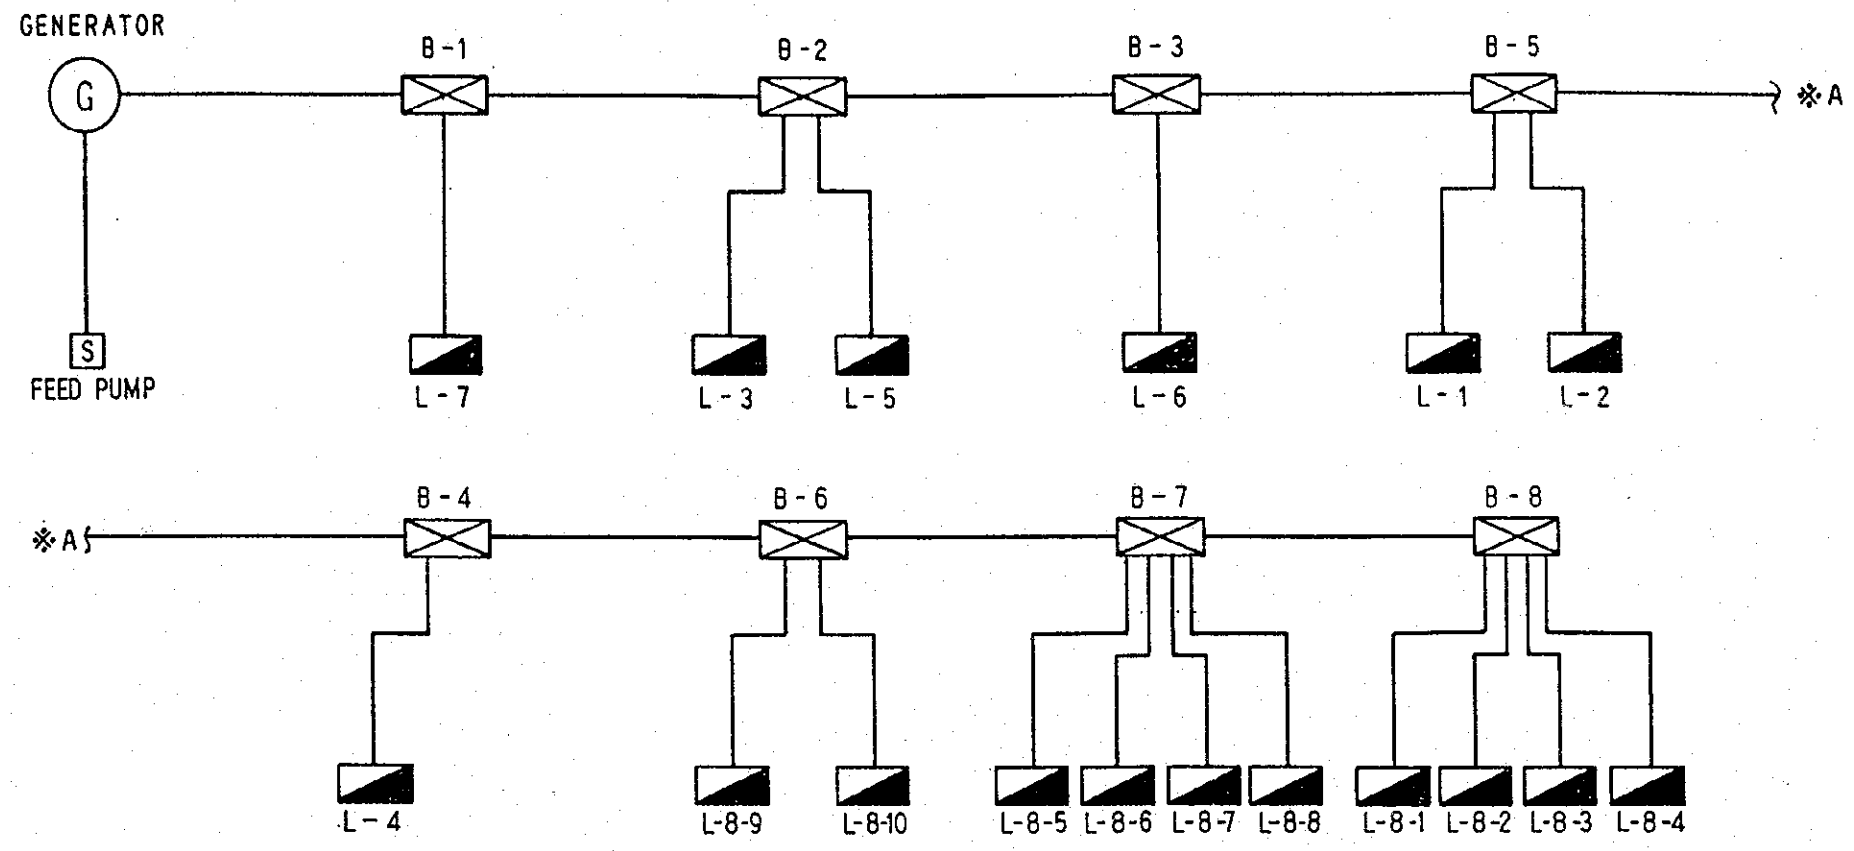 GENERATOR
B-1
B-2
B-3
B-5
G
※A
S
FEED PUMP
L-7
L-3
L-5
L-6
L-1
L-2
B-4
B-6
B-7
B-8
※A
L-4
L-8-9
L-8-10
L-8-5
L-8-6
L-8-7
L-8-8
L-8-1
L-8-2
L-8-3
L-8-4